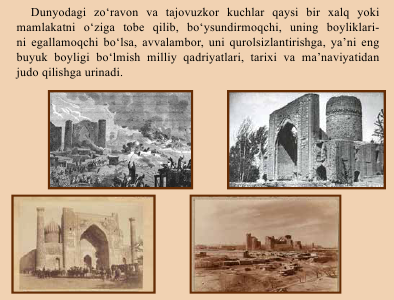 Dunyodagi zo‘ravon va tajovuzkor kuchlar qaysi bir xalq yoki
mamlakatni o‘ziga tobe qilib, bo‘ysundirmoqchi, uning boyliklari-
ni egallamoqchi bo‘lsa, avvalambor, uni qurolsizlantirishga, ya’ni eng
buyuk boyligi bo‘lmish milliy qadriyatlari, tarixi va ma’naviyatidan
judo qilishga urinadi.